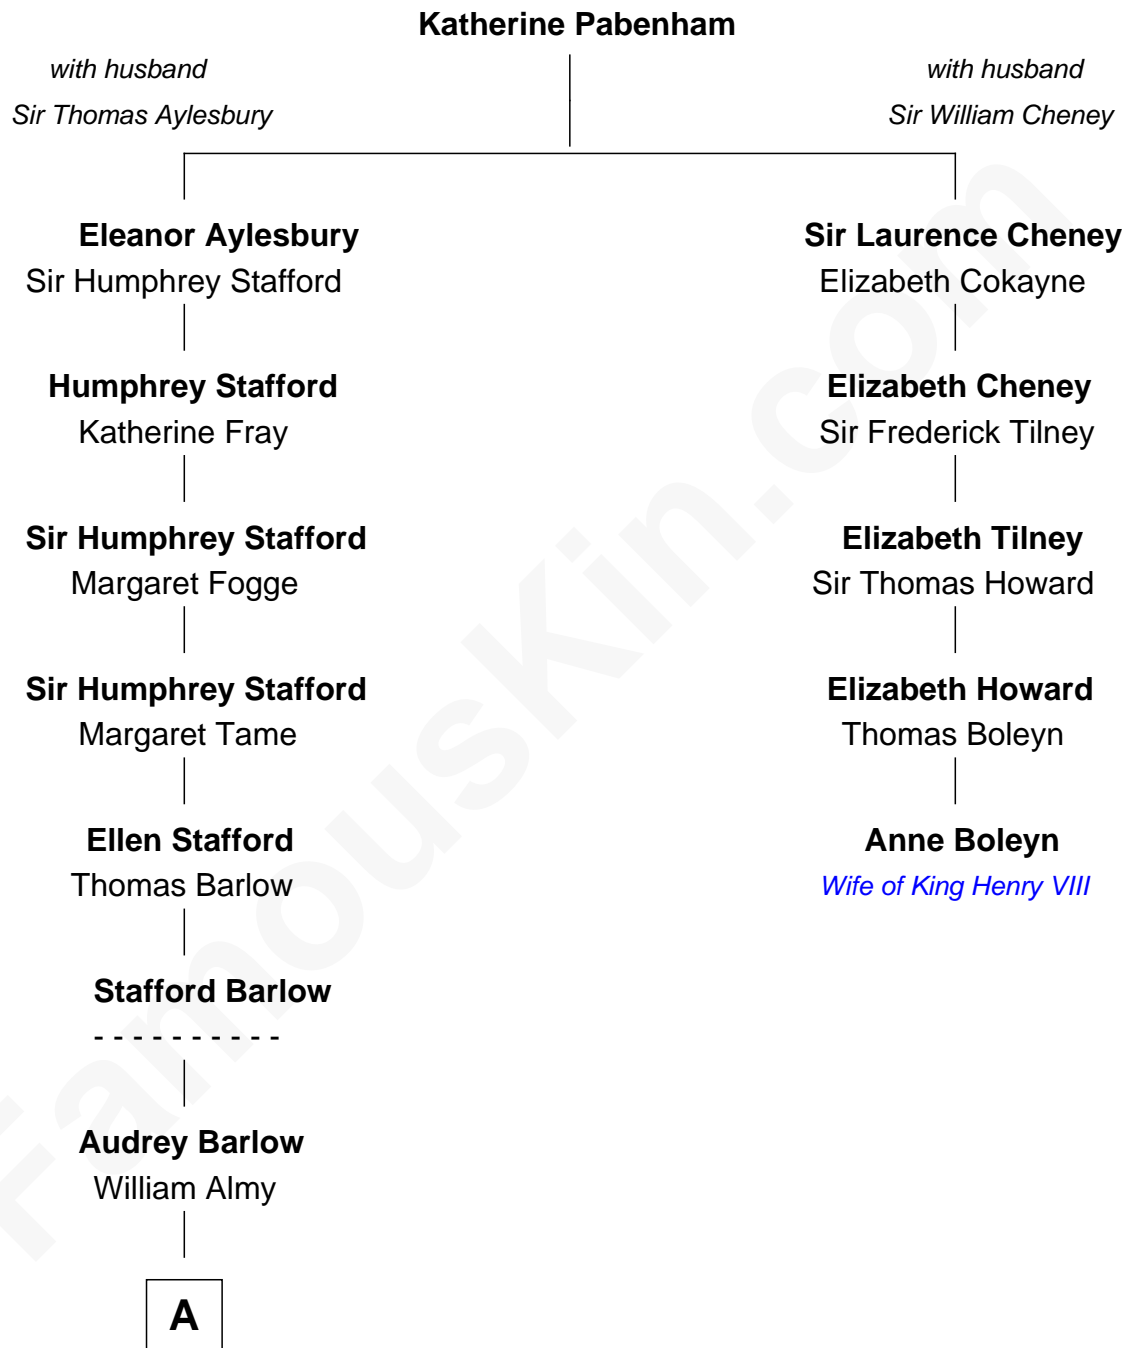 Katherine Pabenham
with husband
Sir Thomas Aylesbury
with husband
Sir William Cheney
Eleanor Aylesbury
Sir Humphrey Stafford
Sir Laurence Cheney
Elizabeth Cokayne
Humphrey Stafford
Katherine Fray
Elizabeth Cheney
Sir Frederick Tilney
Sir Humphrey Stafford
Margaret Fogge
Elizabeth Tilney
Sir Thomas Howard
Sir Humphrey Stafford
Margaret Tame
Elizabeth Howard
Thomas Boleyn
Ellen Stafford
Thomas Barlow
Anne Boleyn
Wife of King Henry VIII
Stafford Barlow
- - - - - - - - - -
Audrey Barlow
William Almy
A
FamousKin.com